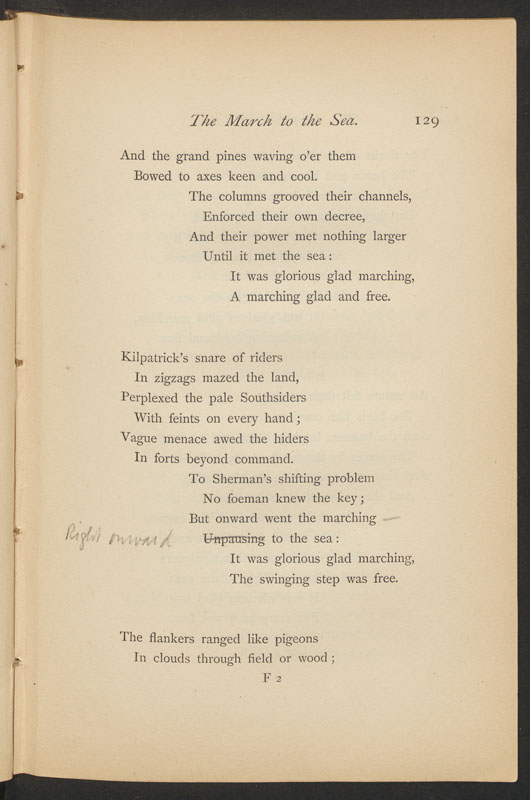 The March to the Sea. 129
And the grand pines waving o'er them
Bowed to axes keen and cool.
The columns grooved their channels,
Enforced their own decree,
And their power met nothing larger
Until it met the sea:
It was glorious glad marching,
A marching glad and free.
Kilpatrick's snare of riders
In zigzags mazed the land,
Perplexed the pale Southsiders
With feints on every hand;
Vague menace awed the hiders
In forts beyond command.
To Sherman's shifting problem
No foeman knew the key;
But onward went the marching —
Right onward Unpausing to the sea:
It was glorious glad marching,
The swinging step was free.
The flankers ranged like pigeons
In clouds through field or wood;
F 2